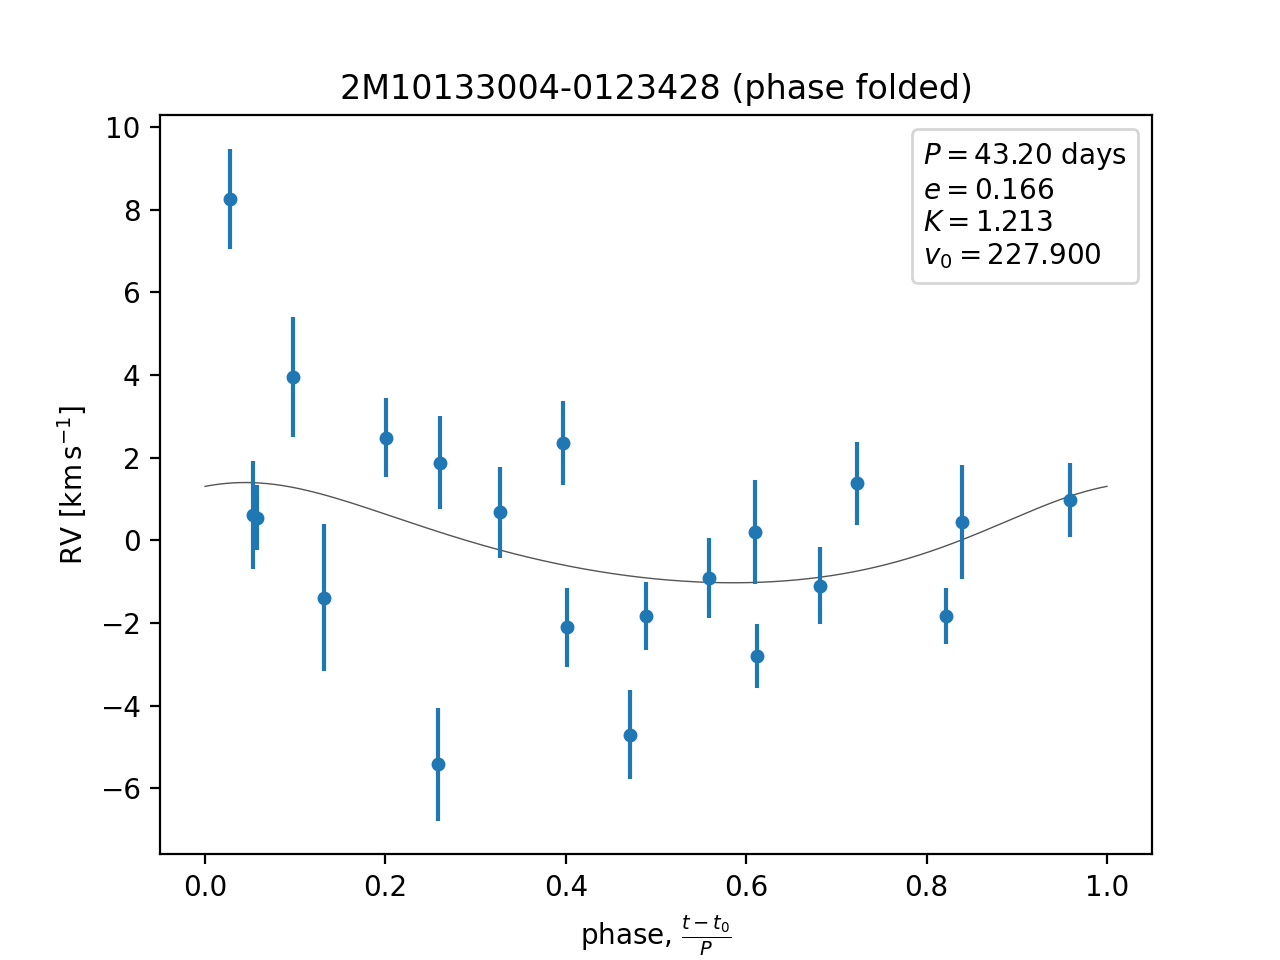 2M10133004-0123428 (phase folded)
P = 43.20 days
e = 0.166
K = 1.213
v₀ = 227.900
RV [km s⁻¹]
10
8
6
4
2
0
−2
−4
−6
0.0 0.2 0.4 0.6 0.8 1.0
phase, (t − t₀)/P